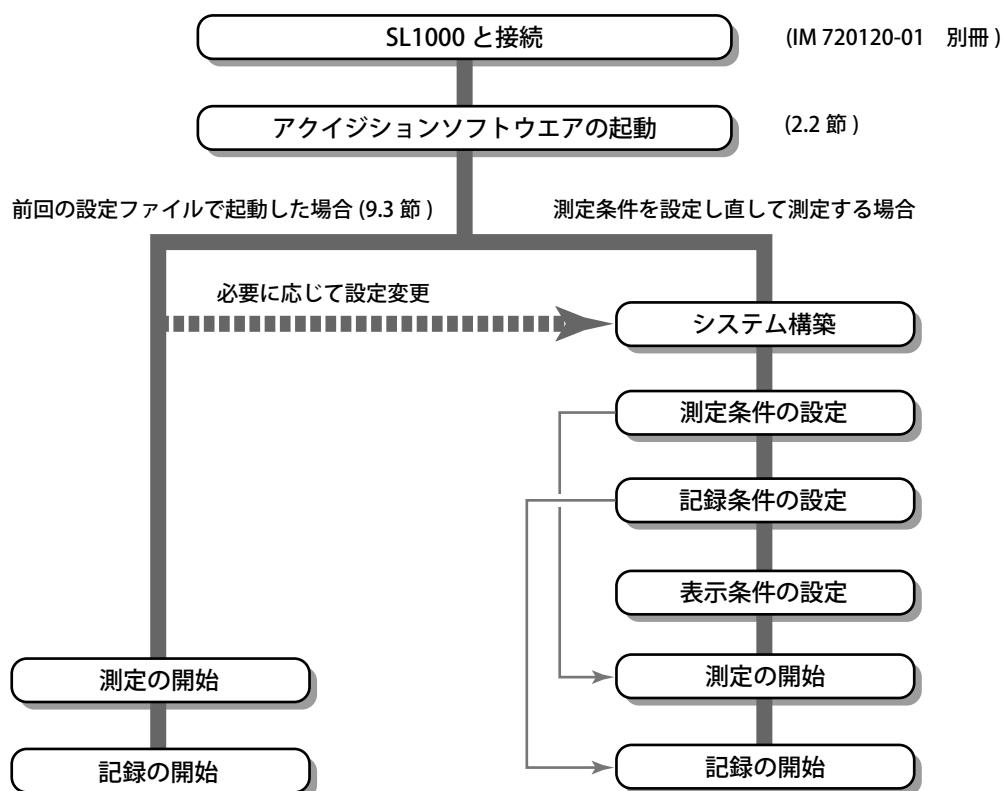 SL1000 と接続
(IM 720120-01　別冊 )
アクイジションソフトウエアの起動
(2.2 節 )
前回の設定ファイルで起動した場合 (9.3 節 )
測定条件を設定し直して測定する場合
必要に応じて設定変更
システム構築
測定条件の設定
記録条件の設定
表示条件の設定
測定の開始
測定の開始
記録の開始
記録の開始